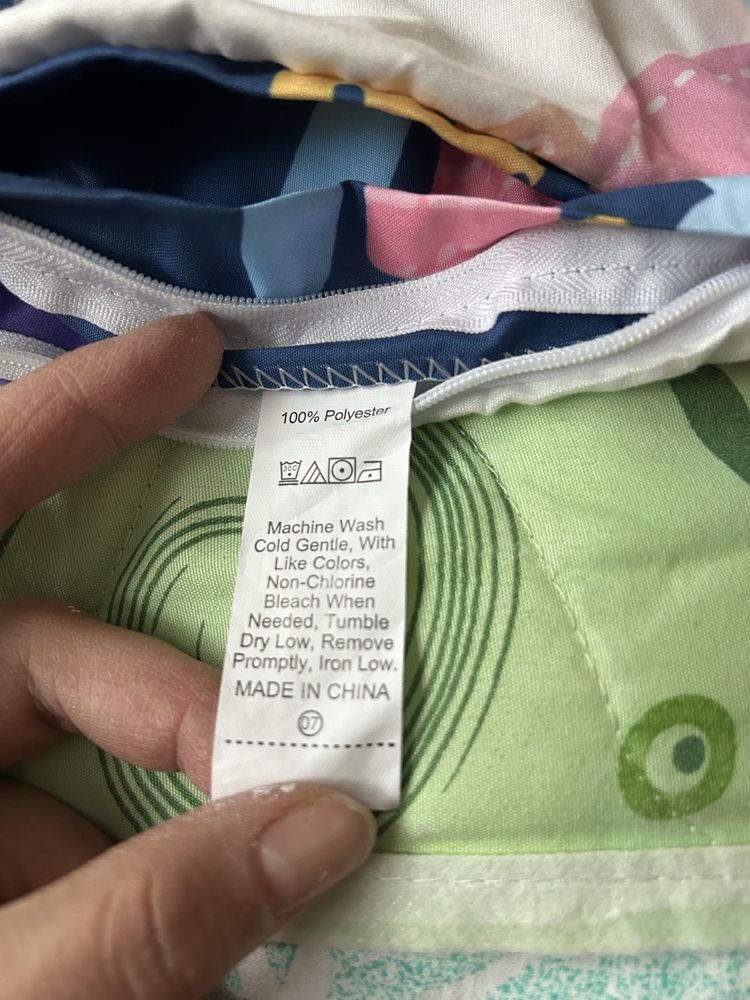 100% Polyester
30C
Machine Wash
Cold Gentle, With
Like Colors,
Non-Chlorine
Bleach When
Needed, Tumble
Dry Low, Remove
Promptly, Iron Low.
MADE IN CHINA
07